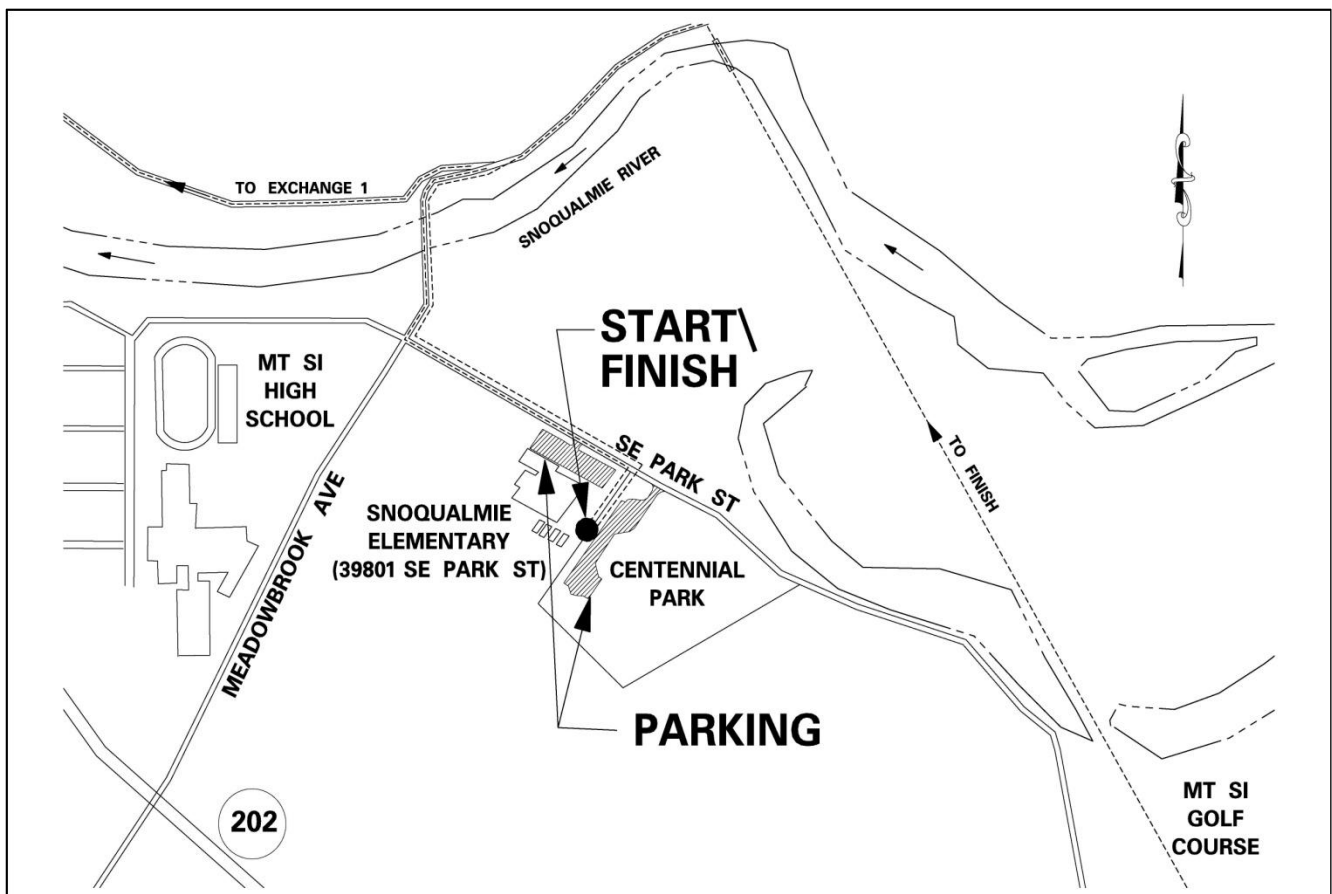 TO EXCHANGE 1
SNOQUALMIE RIVER
START\
FINISH
MT SI
HIGH
SCHOOL
SE PARK ST
TO FINISH
MEADOWBROOK AVE
SNOQUALMIE
ELEMENTARY
(39801 SE PARK ST)
CENTENNIAL
PARK
PARKING
202
MT SI
GOLF
COURSE